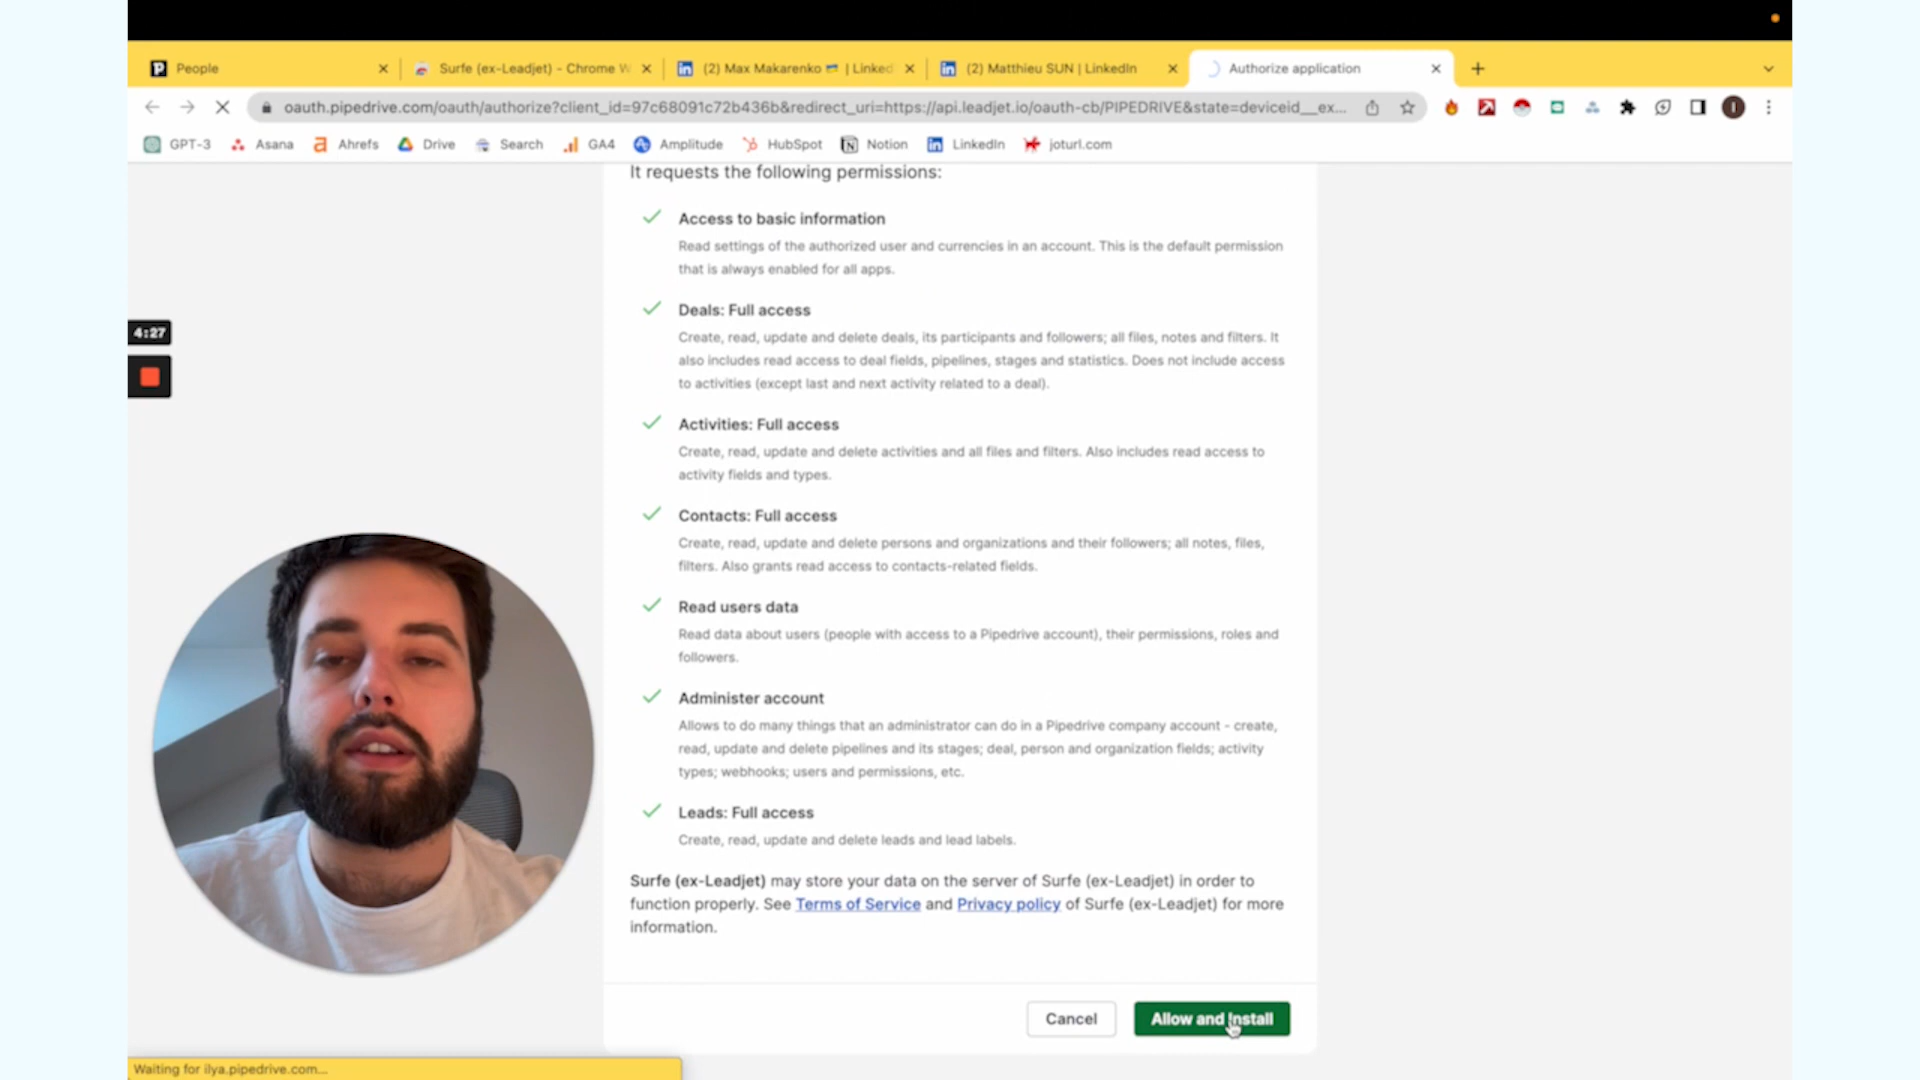 People
Surfe (ex-Leadjet) - Chrome W
(2) Max Makarenko 🇺🇦 | Linked
(2) Matthieu SUN | LinkedIn
Authorize application
oauth.pipedrive.com/oauth/authorize?client_id=97c68091c72b436b&redirect_uri=https://api.leadjet.io/oauth-cb/PIPEDRIVE&state=deviceid__ex...
I
GPT-3
Asana
Ahrefs
Drive
Search
GA4
Amplitude
HubSpot
Notion
LinkedIn
joturl.com
It requests the following permissions:
Access to basic information
Read settings of the authorized user and currencies in an account. This is the default permission
that is always enabled for all apps.
4:27
Deals: Full access
Create, read, update and delete deals, its participants and followers; all files, notes and filters. It
also includes read access to deal fields, pipelines, stages and statistics. Does not include access
to activities (except last and next activity related to a deal).
Activities: Full access
Create, read, update and delete activities and all files and filters. Also includes read access to
activity fields and types.
Contacts: Full access
Create, read, update and delete persons and organizations and their followers; all notes, files,
filters. Also grants read access to contacts-related fields.
Read users data
Read data about users (people with access to a Pipedrive account), their permissions, roles and
followers.
Administer account
Allows to do many things that an administrator can do in a Pipedrive company account - create,
read, update and delete pipelines and its stages; deal, person and organization fields; activity
types; webhooks; users and permissions, etc.
Leads: Full access
Create, read, update and delete leads and lead labels.
Surfe (ex-Leadjet) may store your data on the server of Surfe (ex-Leadjet) in order to
function properly. See Terms of Service and Privacy policy of Surfe (ex-Leadjet) for more
information.
Cancel
Allow and Install
Waiting for ilya.pipedrive.com...